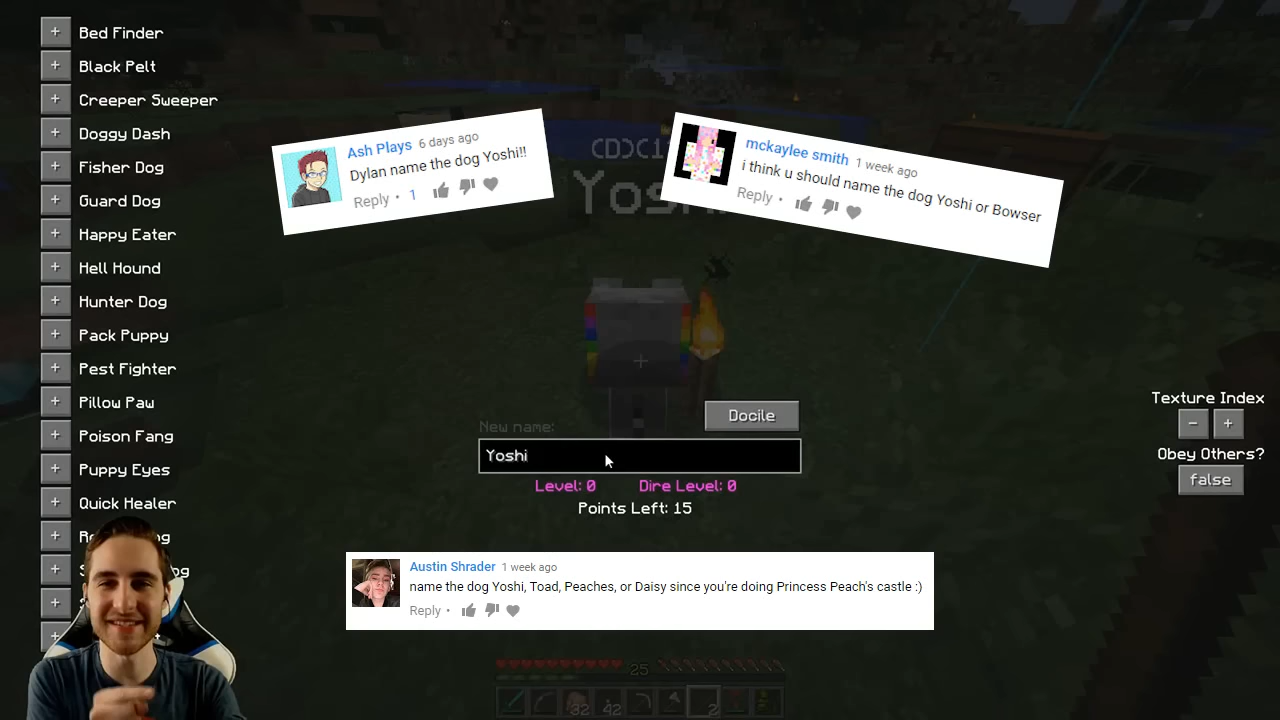 + Bed Finder
+ Black Pelt
+ Creeper Sweeper
+ Doggy Dash
+ Fisher Dog
+ Guard Dog
+ Happy Eater
+ Hell Hound
+ Hunter Dog
+ Pack Puppy
+ Pest Fighter
+ Pillow Paw
+ Poison Fang
+ Puppy Eyes
+ Quick Healer
+
+
+
+
Ash Plays 6 days ago
Dylan name the dog Yoshi!!
Reply • 1
mckaylee smith 1 week ago
i think u should name the dog Yoshi or Bowser
Reply •
New name:
Docile
Yoshi
Level: 0 Dire Level: 0
Points Left: 15
Texture Index
- +
Obey Others?
false
Austin Shrader 1 week ago
name the dog Yoshi, Toad, Peaches, or Daisy since you're doing Princess Peach's castle :)
Reply •
25
32 42 2